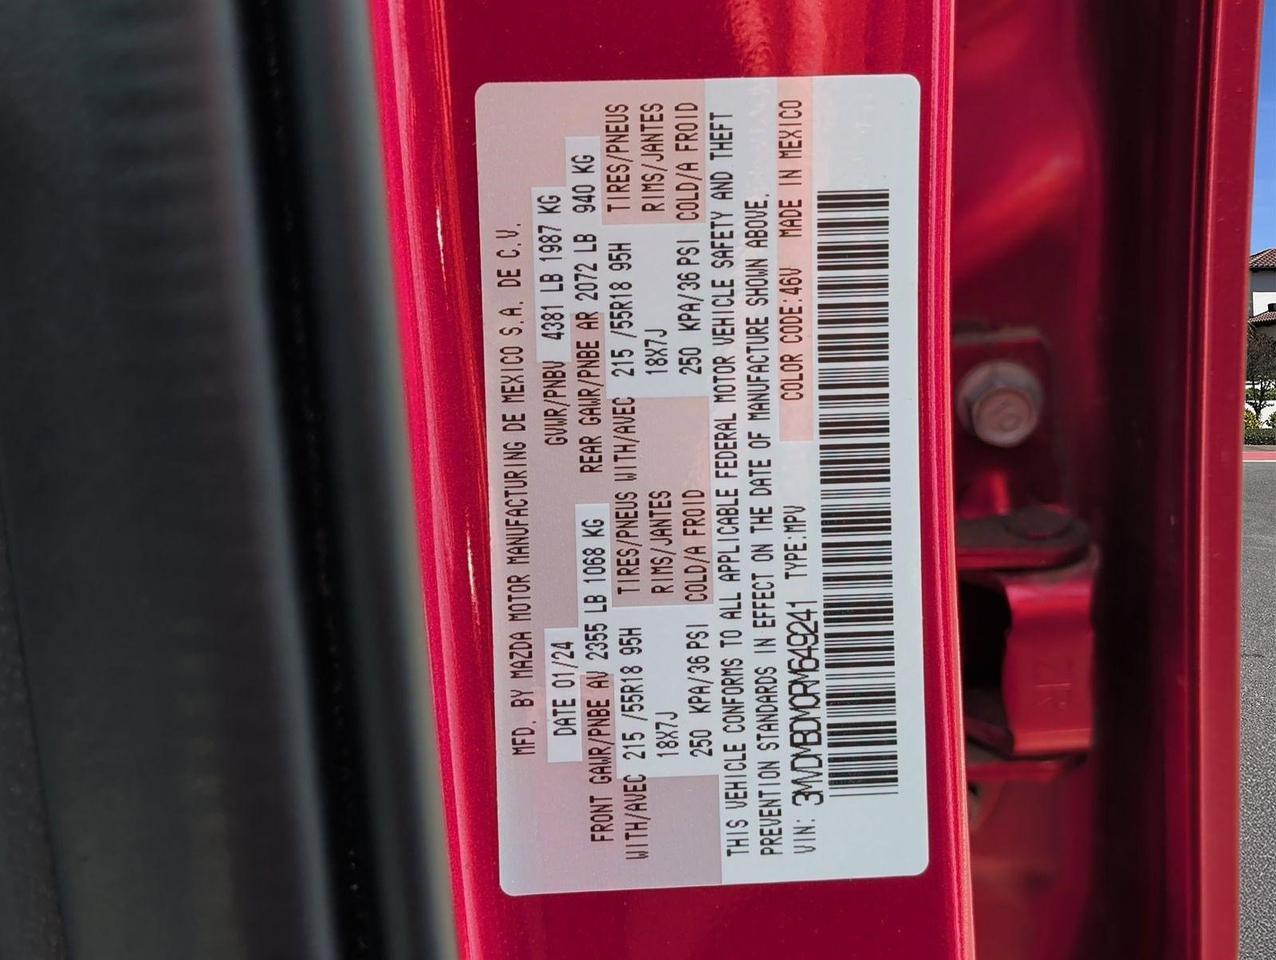 MFD. BY MAZDA MOTOR MANUFACTURING DE MEXICO S.A. DE C.V.
DATE 01/24 GVWR/PNBV 4381 LB 1987 KG
FRONT GAWR/PNBE AV 2355 LB 1068 KG REAR GAWR/PNBE AR 2072 LB 940 KG
WITH/AVEC 215 /55R18 95H TIRES/PNEUS WITH/AVEC 215 /55R18 95H TIRES/PNEUS
18X7J RIMS/JANTES 18X7J RIMS/JANTES
250 KPA/36 PSI COLD/A FROID 250 KPA/36 PSI COLD/A FROID
THIS VEHICLE CONFORMS TO ALL APPLICABLE FEDERAL MOTOR VEHICLE SAFETY AND THEFT
PREVENTION STANDARDS IN EFFECT ON THE DATE OF MANUFACTURE SHOWN ABOVE.
VIN: 3MVDMBDM0RM649241 TYPE:MPV COLOR CODE:46V MADE IN MEXICO